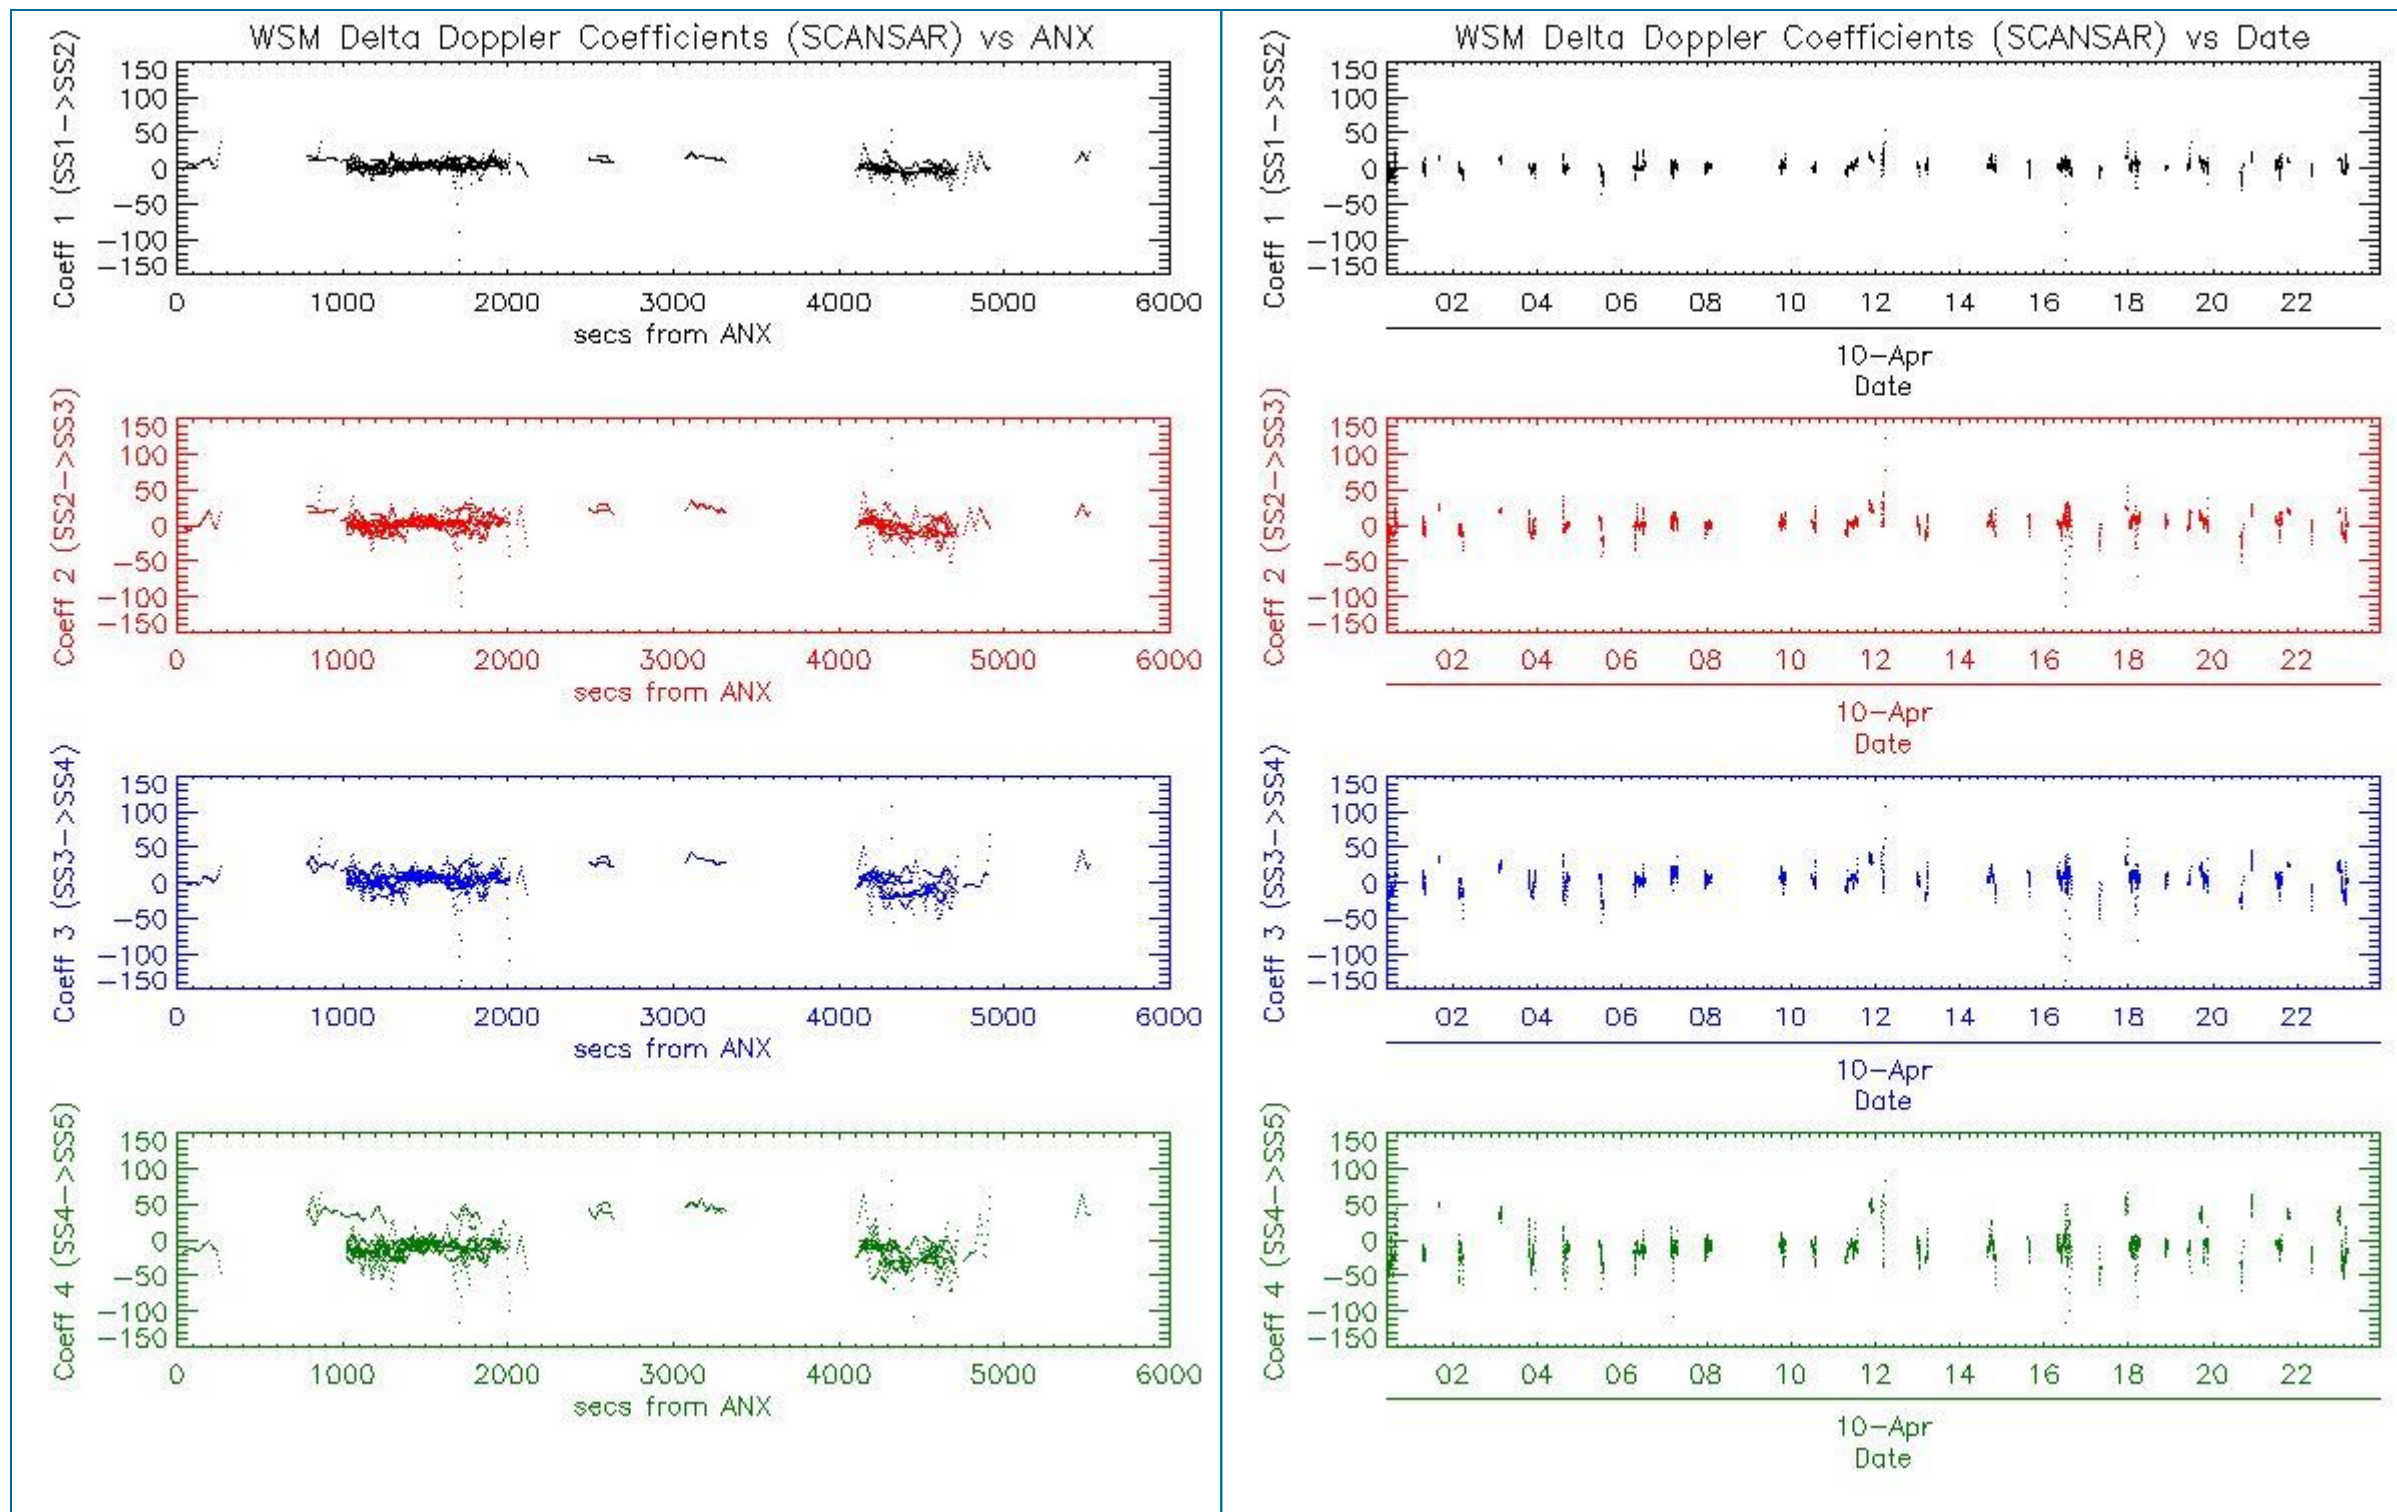 WSM Delta Doppler Coefficients (SCANSAR) vs ANX
Coeff 1 (SS1->SS2)
150
100
50
0
-50
-100
-150
0 1000 2000 3000 4000 5000 6000
secs from ANX
Coeff 2 (SS2->SS3)
150
100
50
0
-50
-100
-150
0 1000 2000 3000 4000 5000 6000
secs from ANX
Coeff 3 (SS3->SS4)
150
100
50
0
-50
-100
-150
0 1000 2000 3000 4000 5000 6000
secs from ANX
Coeff 4 (SS4->SS5)
150
100
50
0
-50
-100
-150
0 1000 2000 3000 4000 5000 6000
secs from ANX
WSM Delta Doppler Coefficients (SCANSAR) vs Date
Coeff 1 (SS1->SS2)
150
100
50
0
-50
-100
-150
02 04 06 08 10 12 14 16 18 20 22
10-Apr
Date
Coeff 2 (SS2->SS3)
150
100
50
0
-50
-100
-150
02 04 06 08 10 12 14 16 18 20 22
10-Apr
Date
Coeff 3 (SS3->SS4)
150
100
50
0
-50
-100
-150
02 04 06 08 10 12 14 16 18 20 22
10-Apr
Date
Coeff 4 (SS4->SS5)
150
100
50
0
-50
-100
-150
02 04 06 08 10 12 14 16 18 20 22
10-Apr
Date